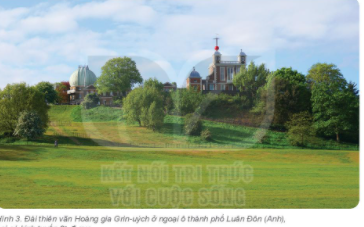 KẾT NỐI TRI THỨC
VỚI CUỘC SỐNG
Hình 3. Đài thiên văn Hoàng gia Grin-uých ở ngoại ô thành phố Luân Đôn (Anh),